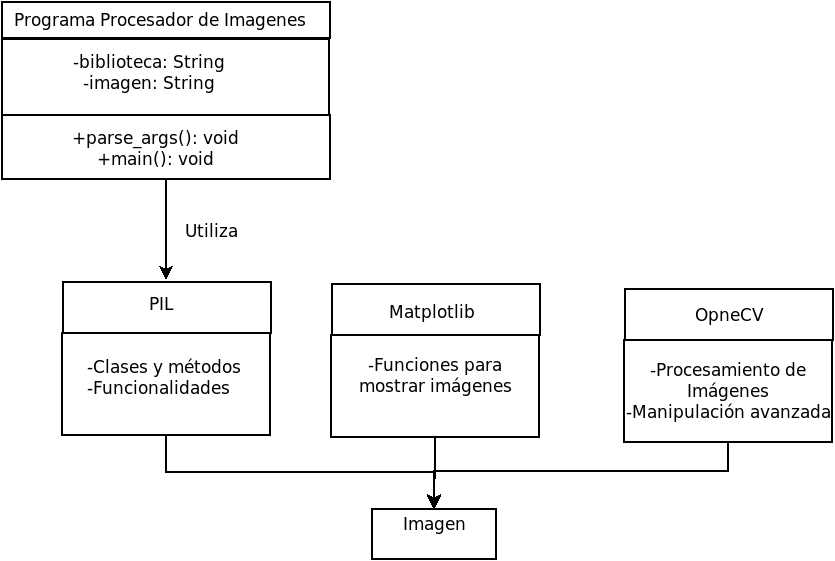 Programa Procesador de Imagenes
-biblioteca: String
-imagen: String
+parse_args(): void
+main(): void
Utiliza
PIL
-Clases y métodos
-Funcionalidades
Matplotlib
-Funciones para
mostrar imágenes
OpneCV
-Procesamiento de
Imágenes
-Manipulación avanzada
Imagen